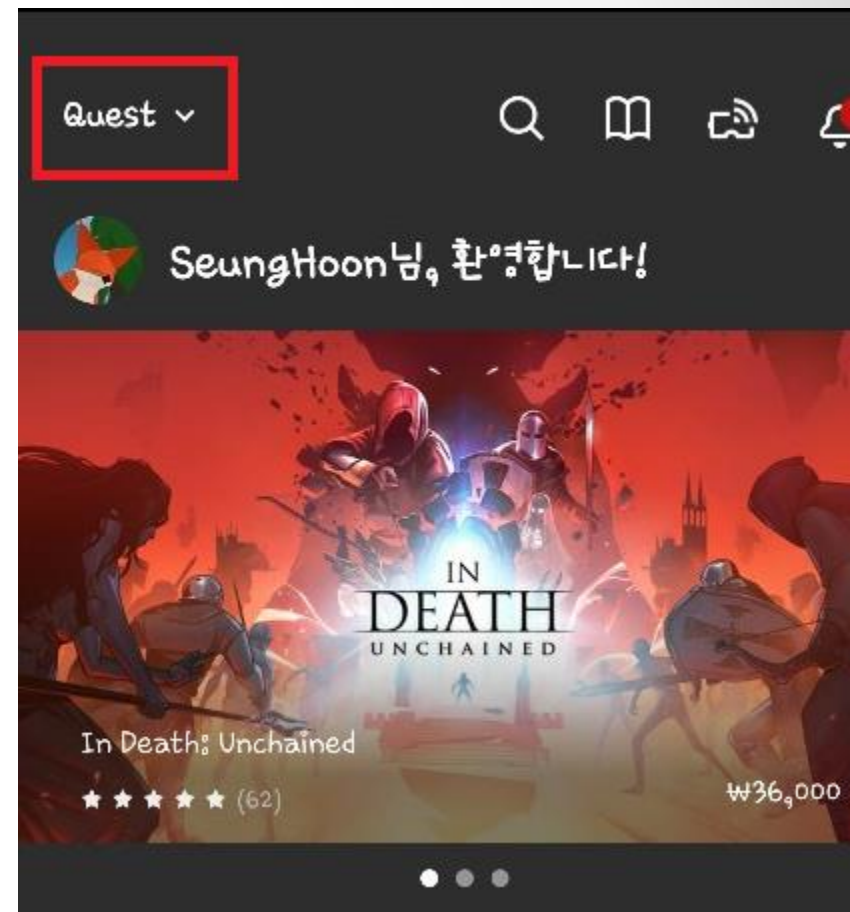 Quest
SeungHoon님, 환영합니다!
IN
DEATH
UNCHAINED
In Death: Unchained
(62)
₩36,000